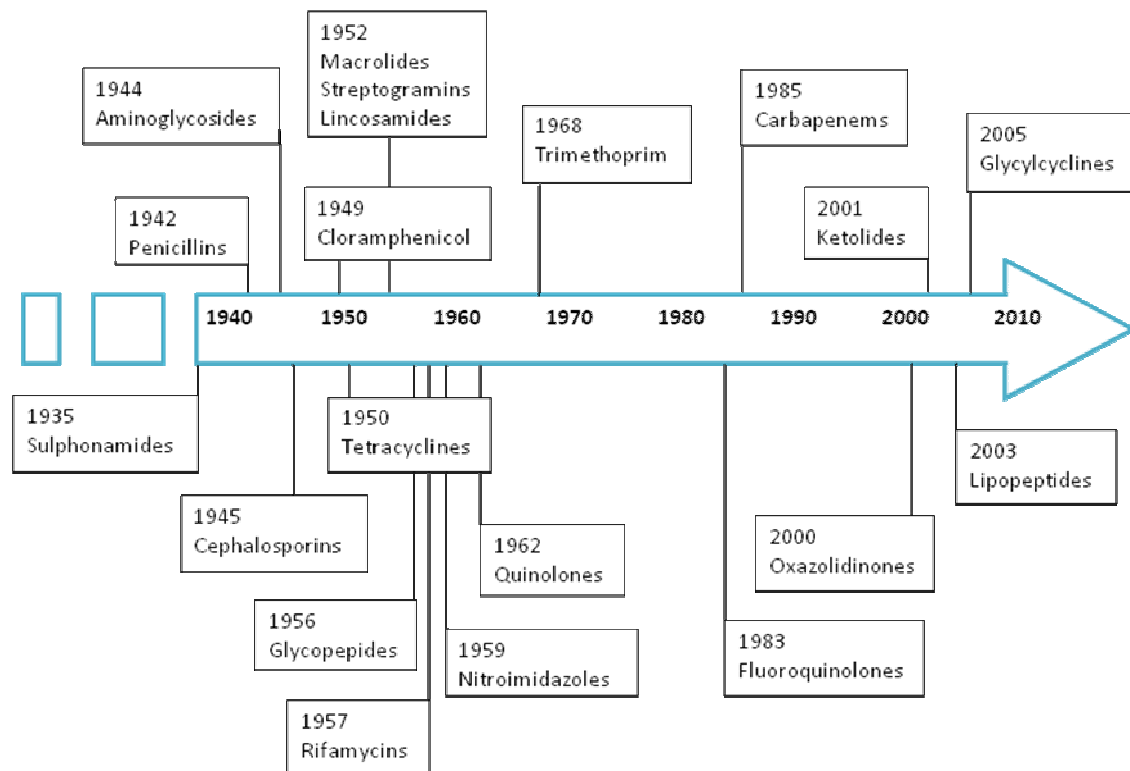 1952
Macrolides
Streptogramins
Lincosamides
1944
Aminoglycosides
1985
Carbapenems
1968
Trimethoprim
2005
Glycylcyclines
1949
Cloramphenicol
1942
Penicillins
2001
Ketolides
1940 1950 1960 1970 1980 1990 2000 2010
1935
Sulphonamides
1950
Tetracyclines
2003
Lipopeptides
1945
Cephalosporins
1962
Quinolones
2000
Oxazolidinones
1956
Glycopepides
1959
Nitroimidazoles
1983
Fluoroquinolones
1957
Rifamycins